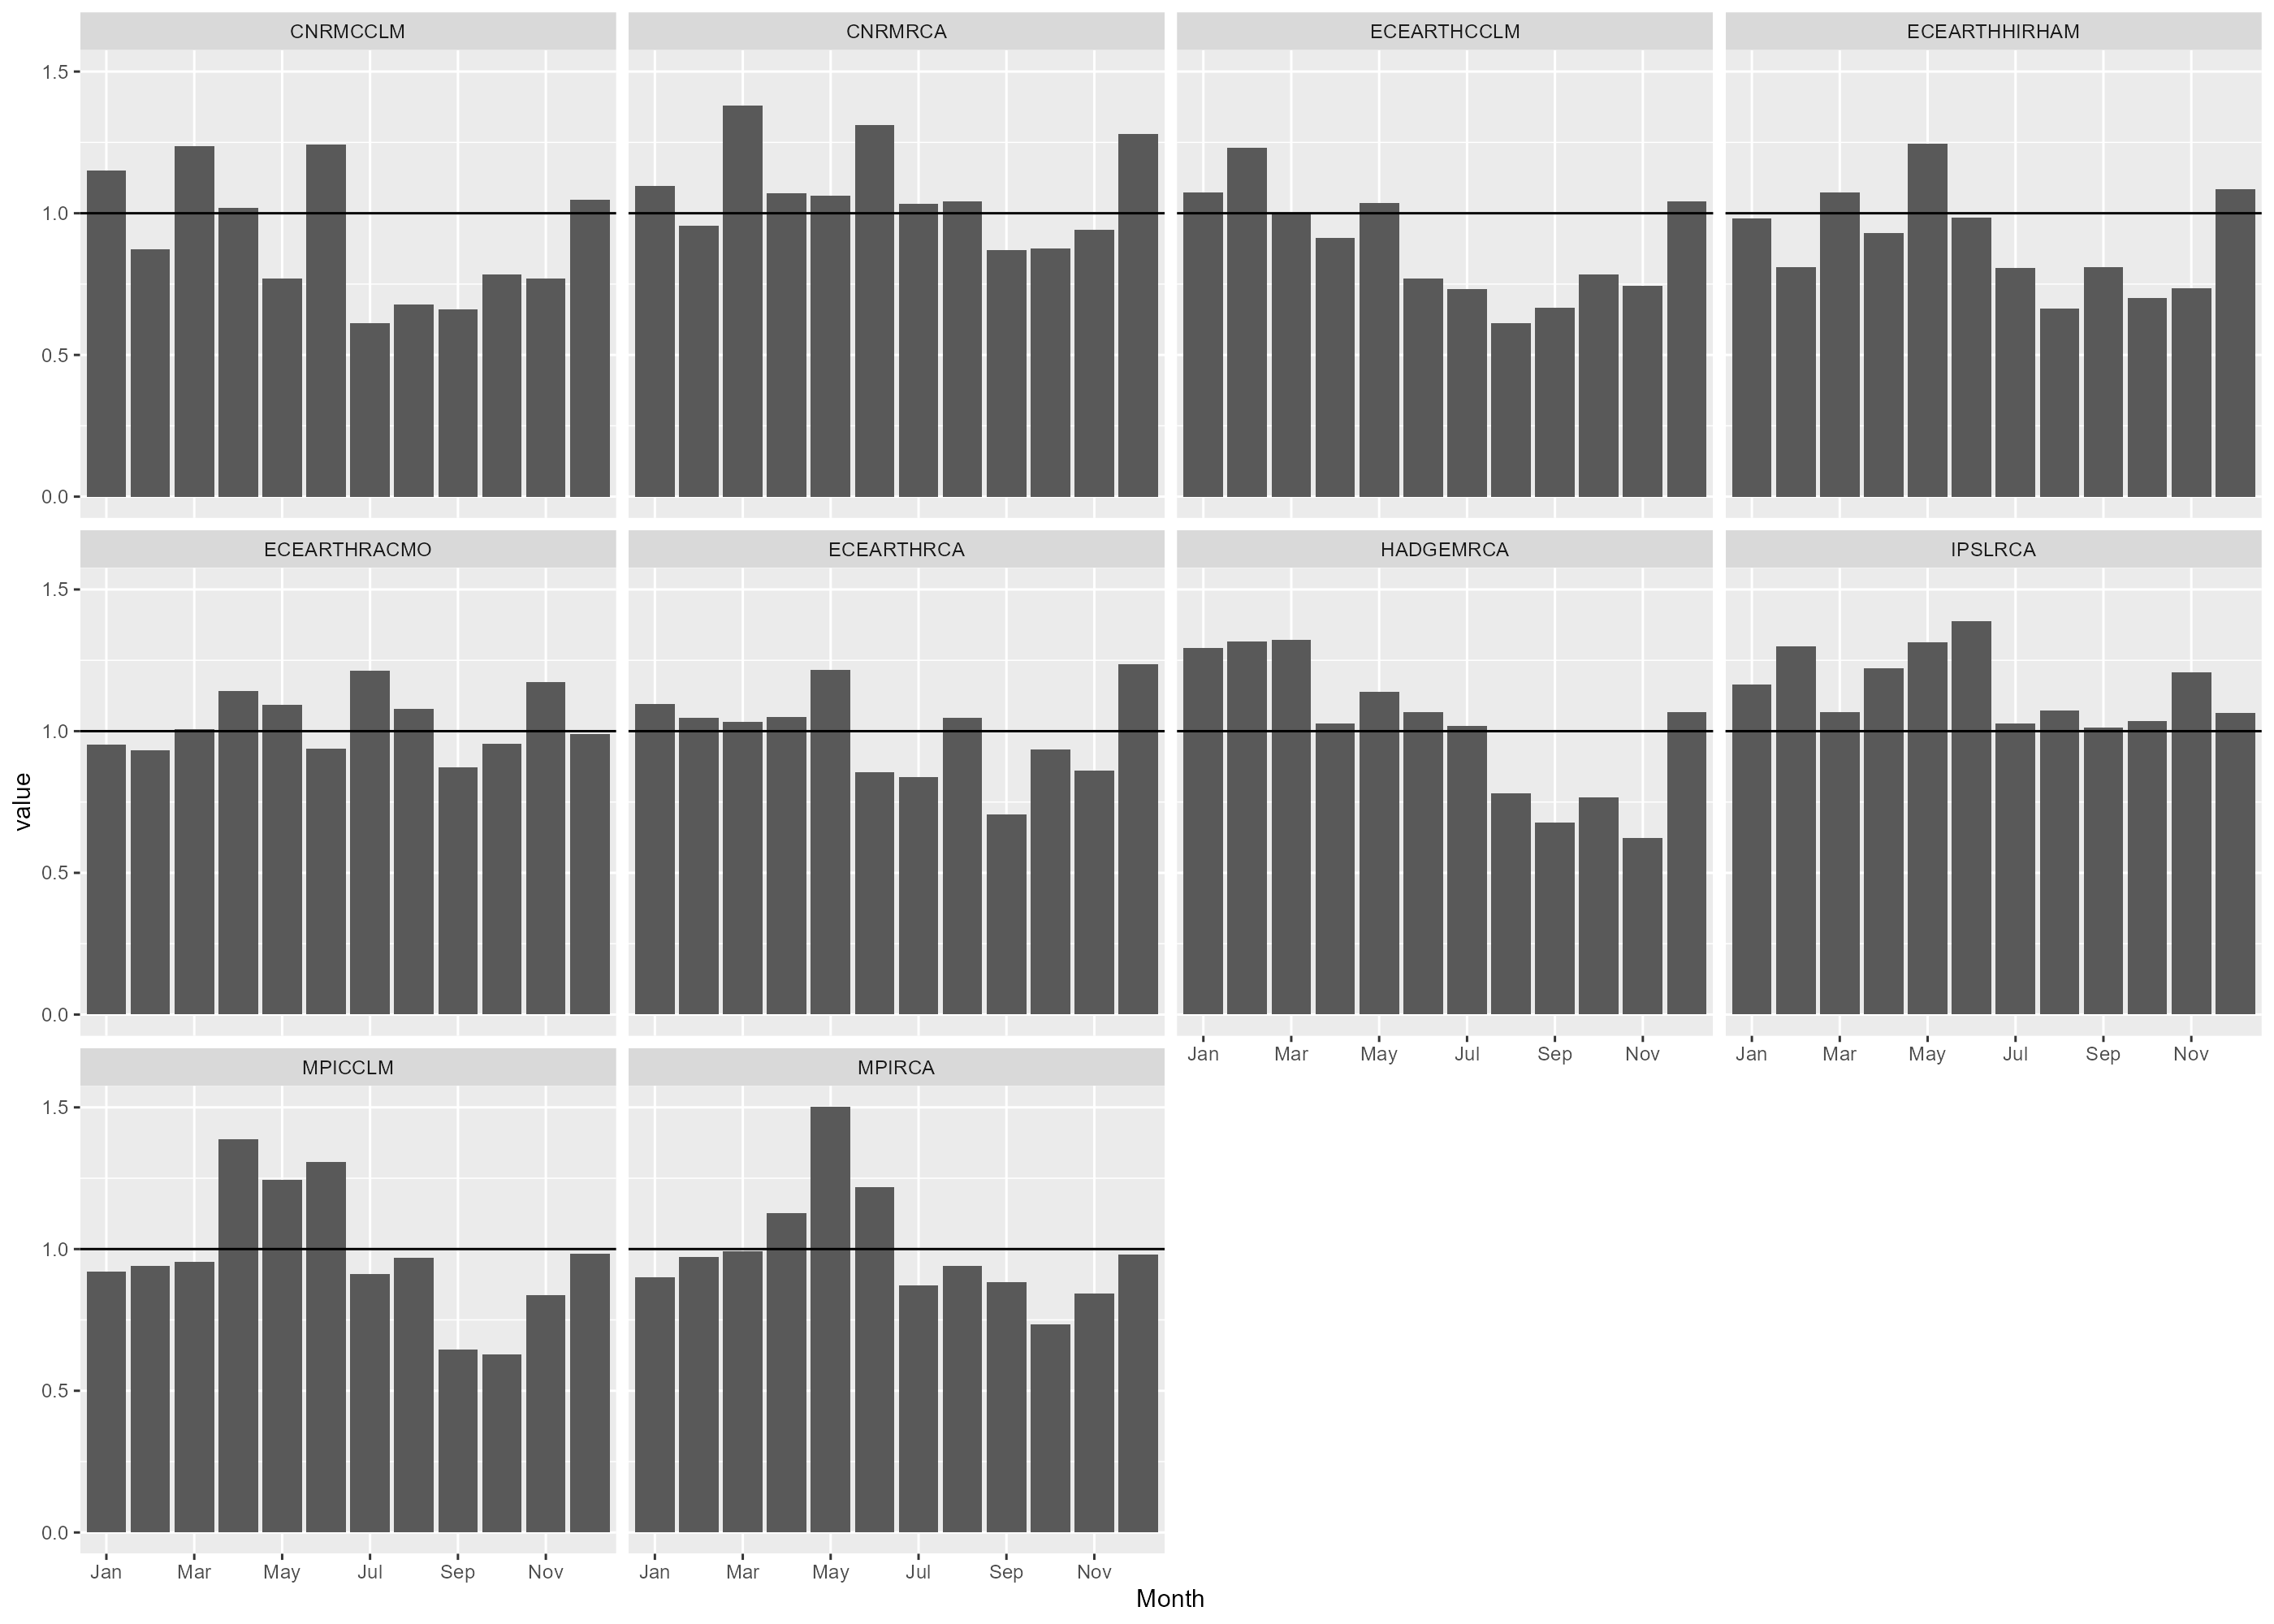 CNRMCCLM CNRMRCA ECEARTHCCLM ECEARTHHIRHAM
1.5
1.0
0.5
0.0
ECEARTHRACMO ECEARTHRCA HADGEMRCA IPSLRCA
1.5
1.0
0.5
0.0
value
Jan Mar May Jul Sep Nov Jan Mar May Jul Sep Nov
MPICCLM MPIRCA
1.5
1.0
0.5
0.0
Jan Mar May Jul Sep Nov Jan Mar May Jul Sep Nov
Month